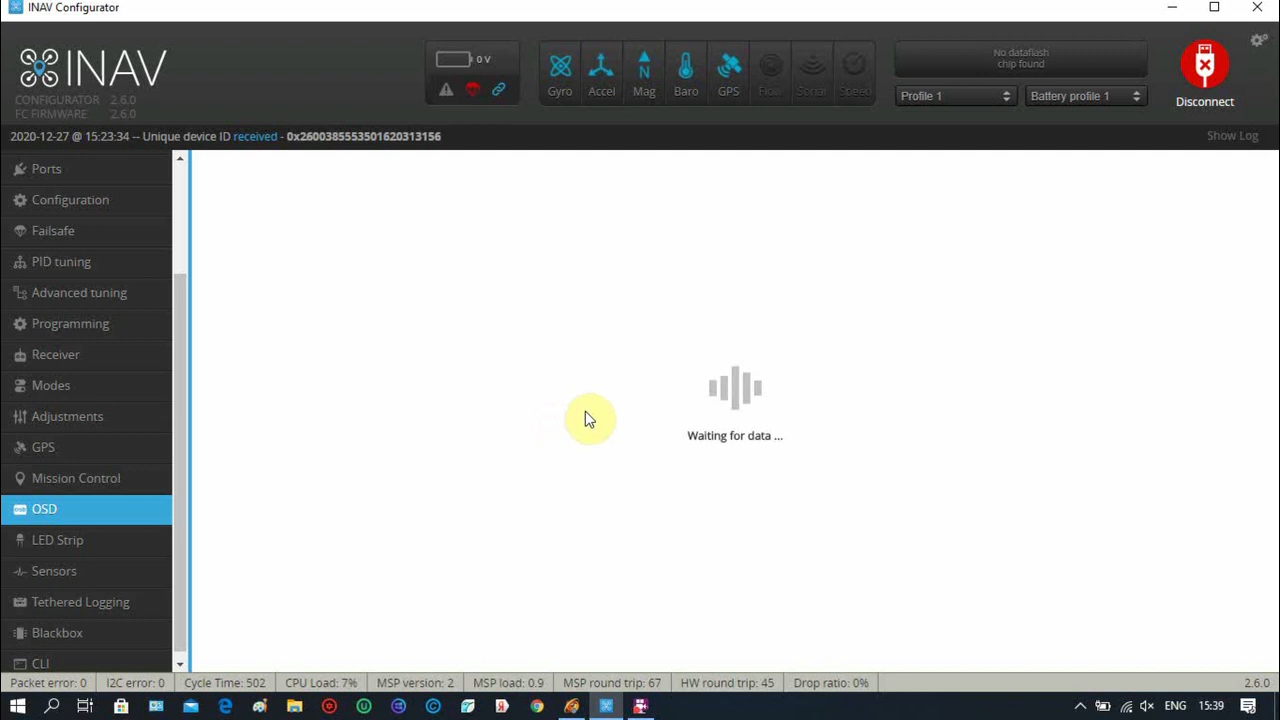 INAV Configurator
INAV
CONFIGURATOR 2.6.0
FC FIRMWARE 2.6.0
0 V
Gyro Accel Mag Baro GPS Flow Sonar Speed
No dataflash
chip found
Profile 1 Battery profile 1
Disconnect
2020-12-27 @ 15:23:34 -- Unique device ID received - 0x2600385553501620313156
Show Log
Ports
Configuration
Failsafe
PID tuning
Advanced tuning
Programming
Receiver
Modes
Adjustments
GPS
Mission Control
OSD
LED Strip
Sensors
Tethered Logging
Blackbox
CLI
Waiting for data ...
Packet error: 0 I2C error: 0 Cycle Time: 502 CPU Load: 7% MSP version: 2 MSP load: 0.9 MSP round trip: 67 HW round trip: 45 Drop ratio: 0% 2.6.0
ENG 15:39